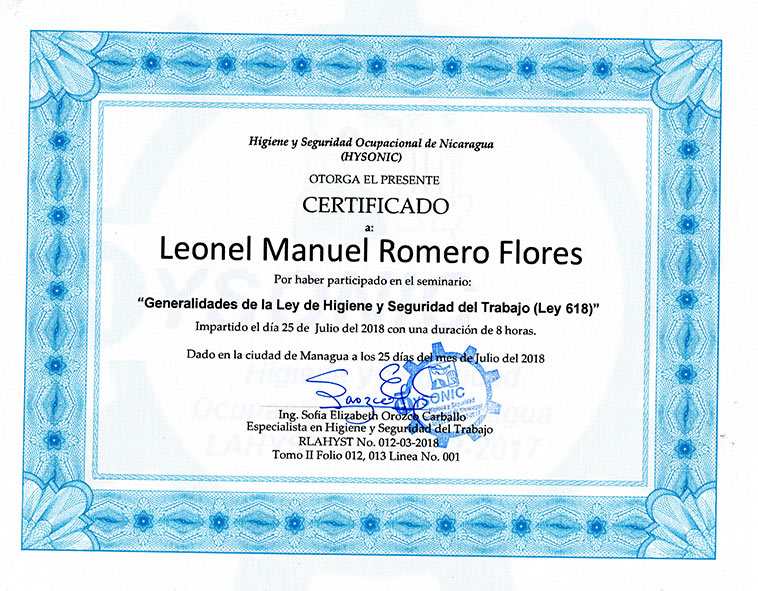 Higiene y Seguridad Ocupacional de Nicaragua
(HYSONIC)
OTORGA EL PRESENTE
CERTIFICADO
a:
Leonel Manuel Romero Flores
Por haber participado en el seminario:
“Generalidades de la Ley de Higiene y Seguridad del Trabajo (Ley 618)”
Impartido el día 25 de Julio del 2018 con una duración de 8 horas.
Dado en la ciudad de Managua a los 25 días del mes de Julio del 2018
HYSONIC
Ing. Sofía Elizabeth Orozco Carballo
Especialista en Higiene y Seguridad del Trabajo
RLAHYST No. 012-03-2018
Tomo II Folio 012, 013 Linea No. 001